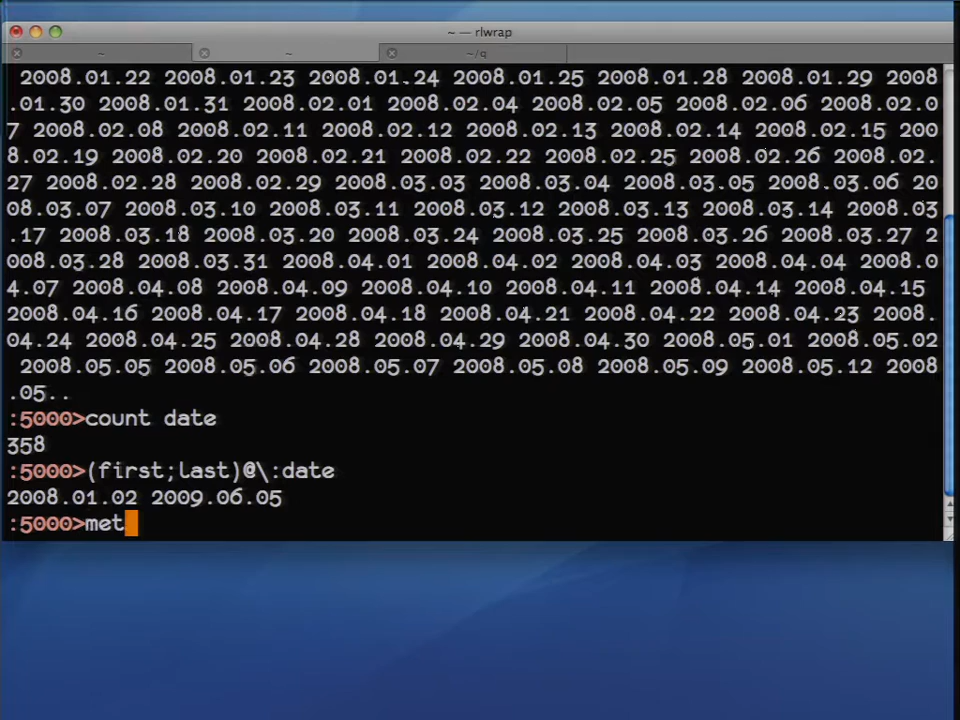 ~ — rlwrap
~ ~ ~/q
2008.01.22 2008.01.23 2008.01.24 2008.01.25 2008.01.28 2008.01.29 2008
.01.30 2008.01.31 2008.02.01 2008.02.04 2008.02.05 2008.02.06 2008.02.0
7 2008.02.08 2008.02.11 2008.02.12 2008.02.13 2008.02.14 2008.02.15 200
8.02.19 2008.02.20 2008.02.21 2008.02.22 2008.02.25 2008.02.26 2008.02.
27 2008.02.28 2008.02.29 2008.03.03 2008.03.04 2008.03.05 2008.03.06 20
08.03.07 2008.03.10 2008.03.11 2008.03.12 2008.03.13 2008.03.14 2008.03
.17 2008.03.18 2008.03.20 2008.03.24 2008.03.25 2008.03.26 2008.03.27 2
008.03.28 2008.03.31 2008.04.01 2008.04.02 2008.04.03 2008.04.04 2008.0
4.07 2008.04.08 2008.04.09 2008.04.10 2008.04.11 2008.04.14 2008.04.15
2008.04.16 2008.04.17 2008.04.18 2008.04.21 2008.04.22 2008.04.23 2008.
04.24 2008.04.25 2008.04.28 2008.04.29 2008.04.30 2008.05.01 2008.05.02
2008.05.05 2008.05.06 2008.05.07 2008.05.08 2008.05.09 2008.05.12 2008
.05..
:5000>count date
358
:5000>(first;last)@\:date
2008.01.02 2009.06.05
:5000>met